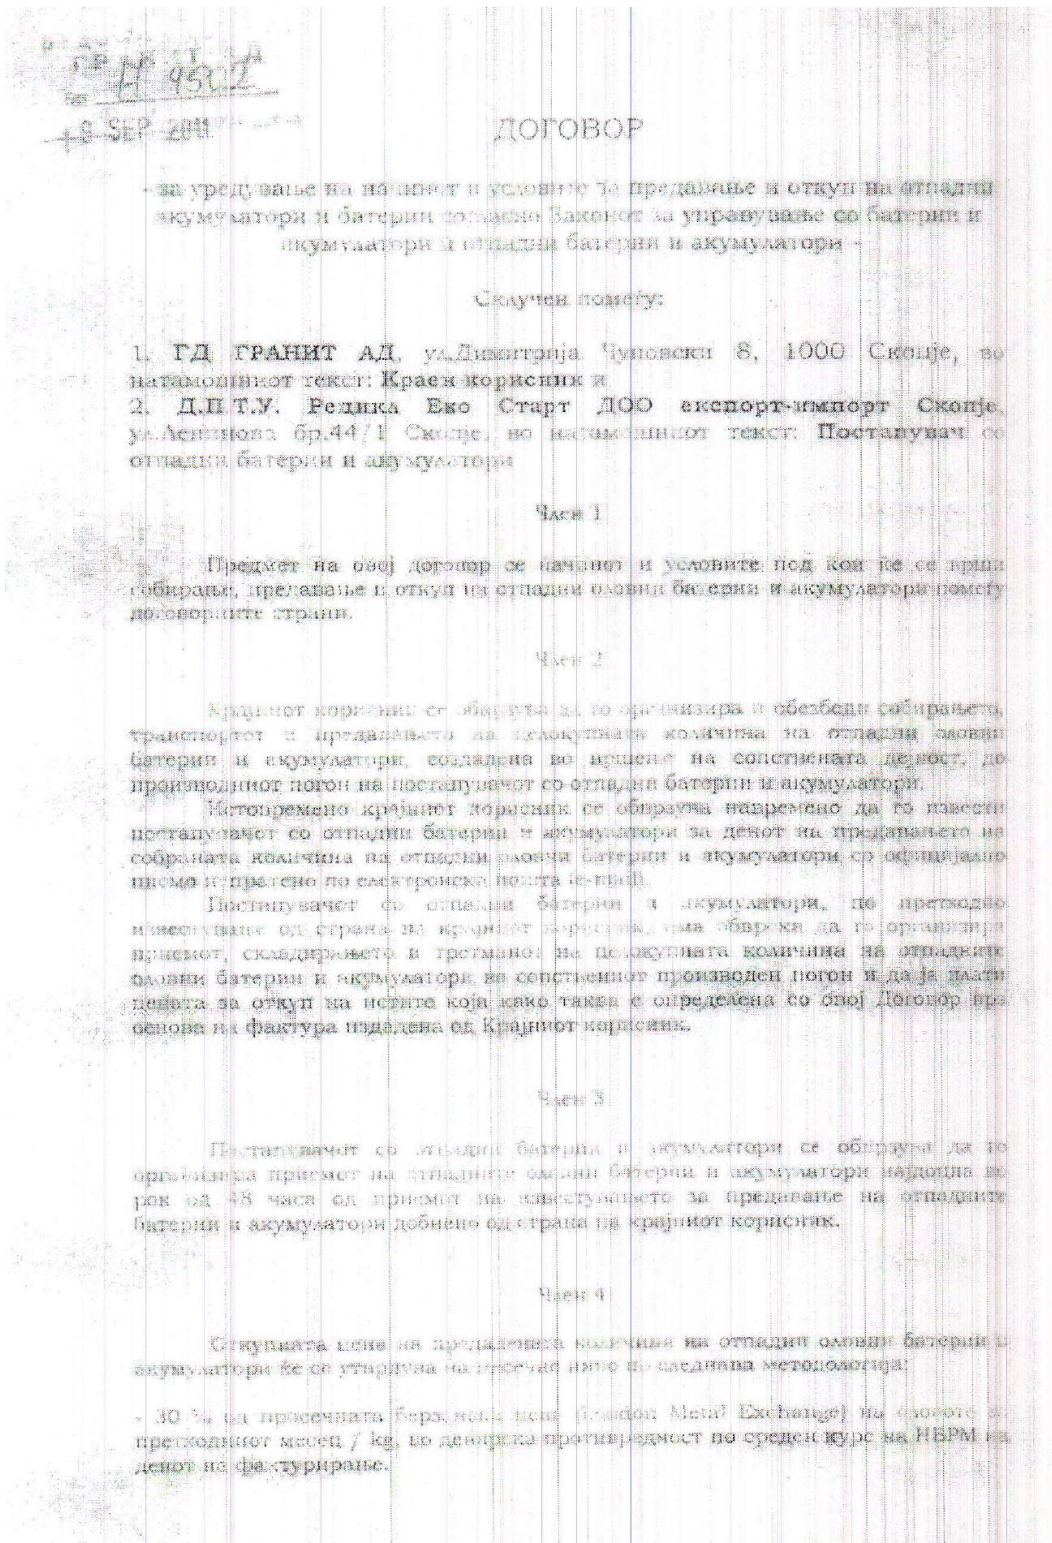 SEP 2011
ДОГОВОР
- за уредување на начинот и условите за предавање и откуп на отпадни
акумулатори и батерии согласно Законот за управување со батерии и
акумулатори и отпадни батерии и акумулатори -
Склучен помеѓу:
1. ГД ГРАНИТ АД, ул.Димитрија Чуповски 8, 1000 Скопје, во
натамошниот текст: Краен корисник и
2. Д.П.Т.У. Редика Еко Старт ДОО експорт-импорт Скопје,
ул.Ленинова бр.44/1 Скопје, во натамошниот текст: Постапувач со
отпадни батерии и акумулатори
Член 1
Предмет на овој договор се начинот и условите под кои ќе се врши
собирање, предавање и откуп на отпадни оловни батерии и акумулатори помеѓу
договорните страни.
Член 2
Крајниот корисник се обврзува да го организира и обезбеди собирањето,
транспортот и предавањето на целокупната количина на отпадни оловни
батерии и акумулатори, создадена во вршење на сопствената дејност, до
производниот погон на постапувачот со отпадни батерии и акумулатори.
Истовремено крајниот корисник се обврзува навремено да го извести
постапувачот со отпадни батерии и акумулатори за денот на предавањето на
собраната количина на отпадни оловни батерии и акумулатори со официјално
писмо испратено по електронска пошта (e-mail).
Постапувачот со отпадни батерии и акумулатори, по претходно
известување од страна на крајниот корисник, има обврска да го организира
приемот, складирањето и третманот на целокупната количина на отпадните
оловни батерии и акумулатори во сопствениот производен погон и да ја плати
цената за откуп на истите која како таква е определена со овој Договор врз
основа на фактура издадена од Крајниот корисник.
Член 3
Постапувачот со отпадни батерии и акумулатори се обврзува да го
организира приемот на отпадните оловни батерии и акумулатори најдоцна во
рок од 48 часа од приемот на известувањето за предавање на отпадните
батерии и акумулатори добиено од страна на крајниот корисник.
Член 4
Откупната цена на предадената количина на отпадни оловни батерии и
акумулатори ќе се утврдува на месечно ниво по следнава методологија:
- 30 % од просечната берзанска цена (London Metal Exchange) на оловото за
претходниот месец / kg, во денарска противредност по среден курс на НБРМ на
денот на фактурирање.